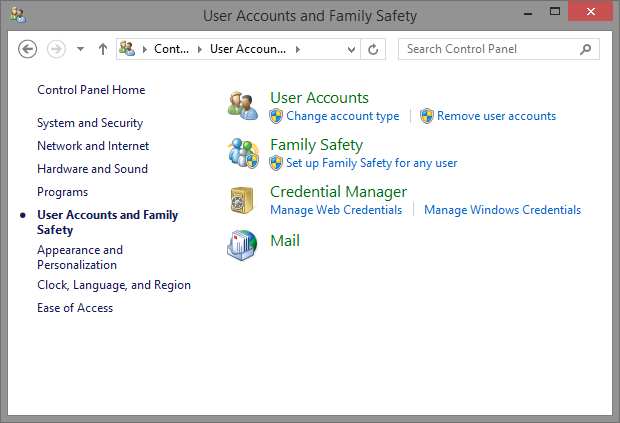 User Accounts and Family Safety
Cont... User Accoun...
Search Control Panel
Control Panel Home
System and Security
Network and Internet
Hardware and Sound
Programs
User Accounts and Family
Safety
Appearance and
Personalization
Clock, Language, and Region
Ease of Access
User Accounts
Change account type Remove user accounts
Family Safety
Set up Family Safety for any user
Credential Manager
Manage Web Credentials Manage Windows Credentials
Mail